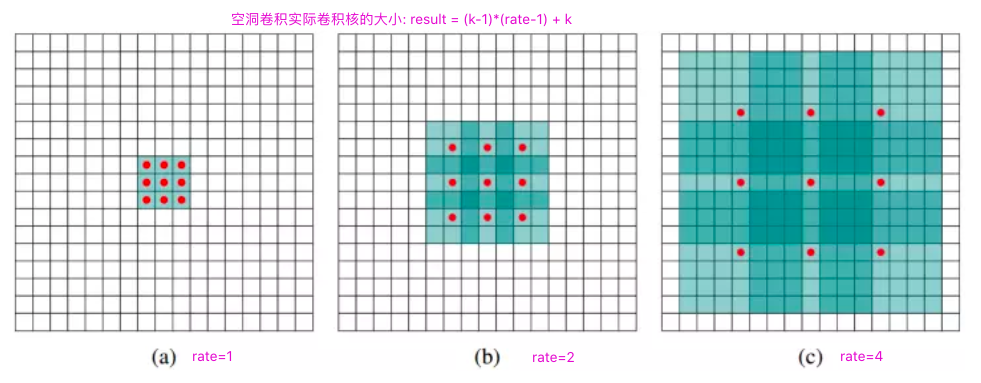 空洞卷积实际卷积核的大小: result = (k-1)*(rate-1) + k
(a) rate=1
(b) rate=2
(c) rate=4